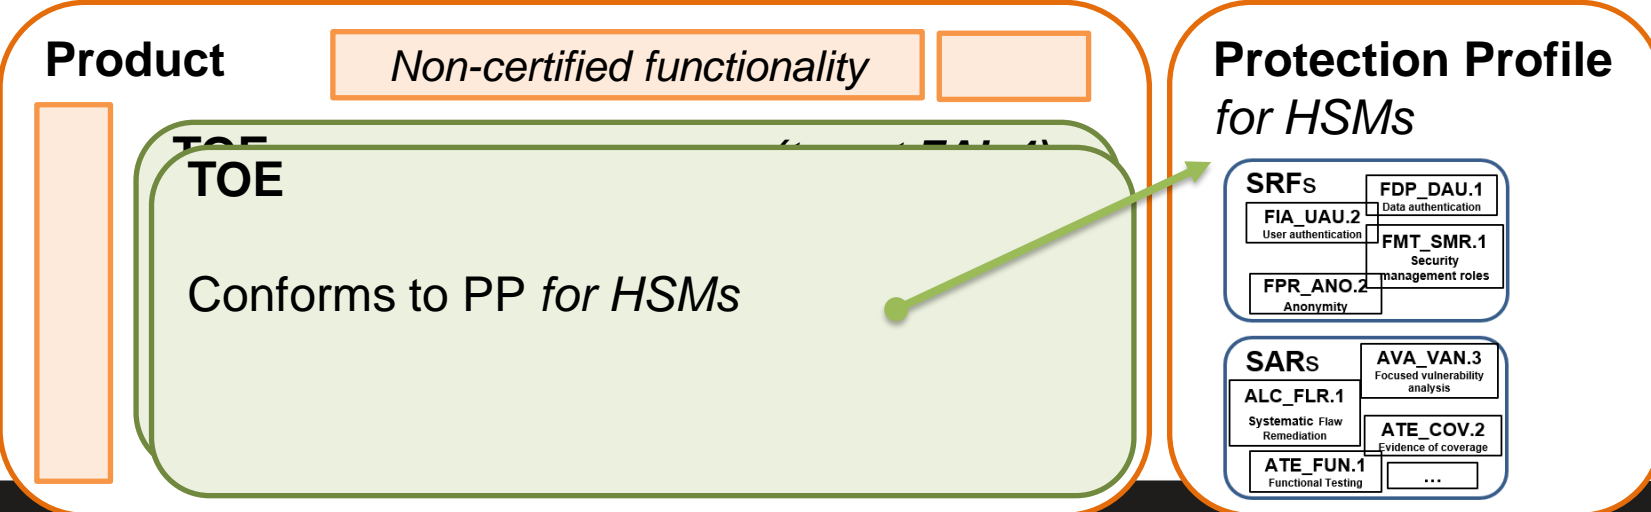 Product
Non-certified functionality
TOE
TOE
Conforms to PP for HSMs
Protection Profile
for HSMs
SRFs
FDP_DAU.1
Data authentication
FIA_UAU.2
User authentication
FMT_SMR.1
Security
management roles
FPR_ANO.2
Anonymity
SARs
AVA_VAN.3
Focused vulnerability
analysis
ALC_FLR.1
Systematic Flaw
Remediation
ATE_COV.2
Evidence of coverage
ATE_FUN.1
Functional Testing
...